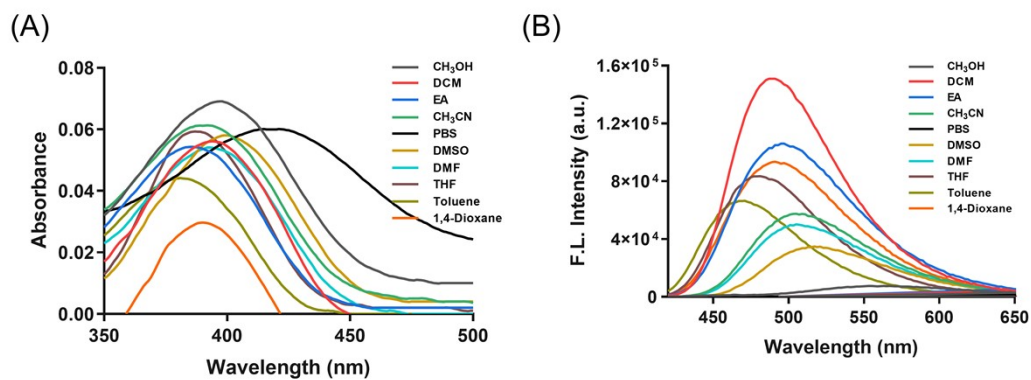 (A)
Absorbance
0.08
0.06
0.04
0.02
0.00
350
400
450
500
Wavelength (nm)
CH₃OH
DCM
EA
CH₃CN
PBS
DMSO
DMF
THF
Toluene
1,4-Dioxane
(B)
F.L. Intensity (a.u.)
1.6×10⁵
1.2×10⁵
8×10⁴
4×10⁴
0
450
500
550
600
650
Wavelength (nm)
CH₃OH
DCM
EA
CH₃CN
PBS
DMSO
DMF
THF
Toluene
1,4-Dioxane